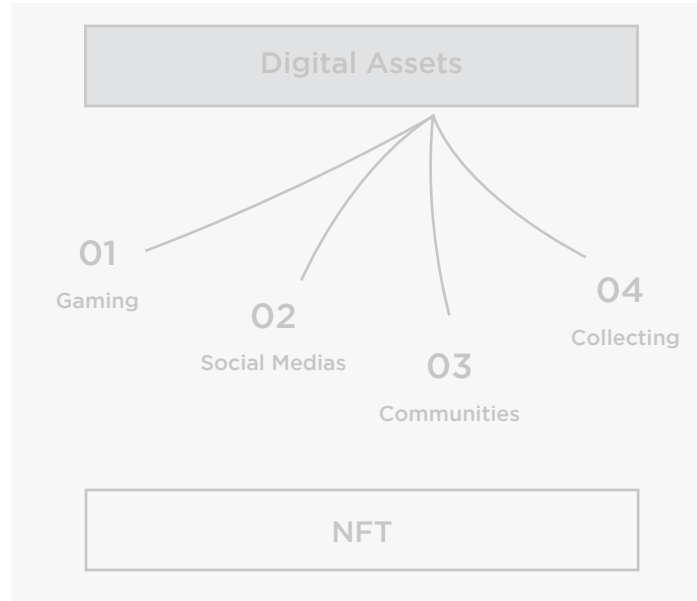 Digital Assets
01
Gaming
02
Social Medias
03
Communities
04
Collecting
NFT